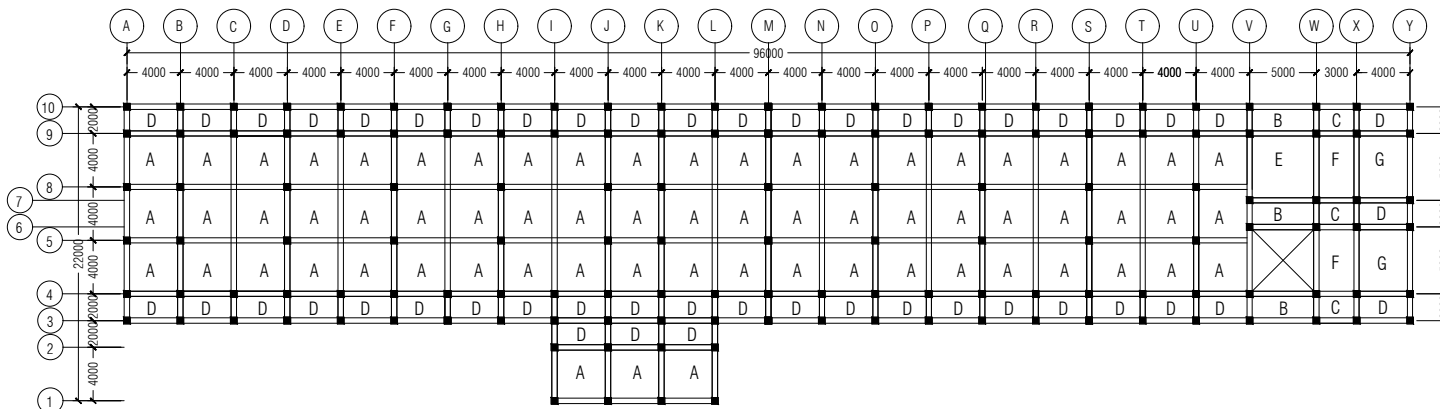 A B C D E F G H I J K L M N O P Q R S T U V W X Y
96000
4000 4000 4000 4000 4000 4000 4000 4000 4000 4000 4000 4000 4000 4000 4000 4000 4000 4000 4000 4000 4000 5000 3000 4000
10 2000 D D D D D D D D D D D D D D D D D D D D D B C D
9
4000 A A A A A A A A A A A A A A A A A A A A A E F G
8
7
4000 A A A A A A A A A A A A A A A A A A A A A B C D
6
5
22000
4000 A A A A A A A A A A A A A A A A A A A A A F G
4
2000 D D D D D D D D D D D D D D D D D D D D D B C D
3
2000 D D D
2
4000 A A A
1